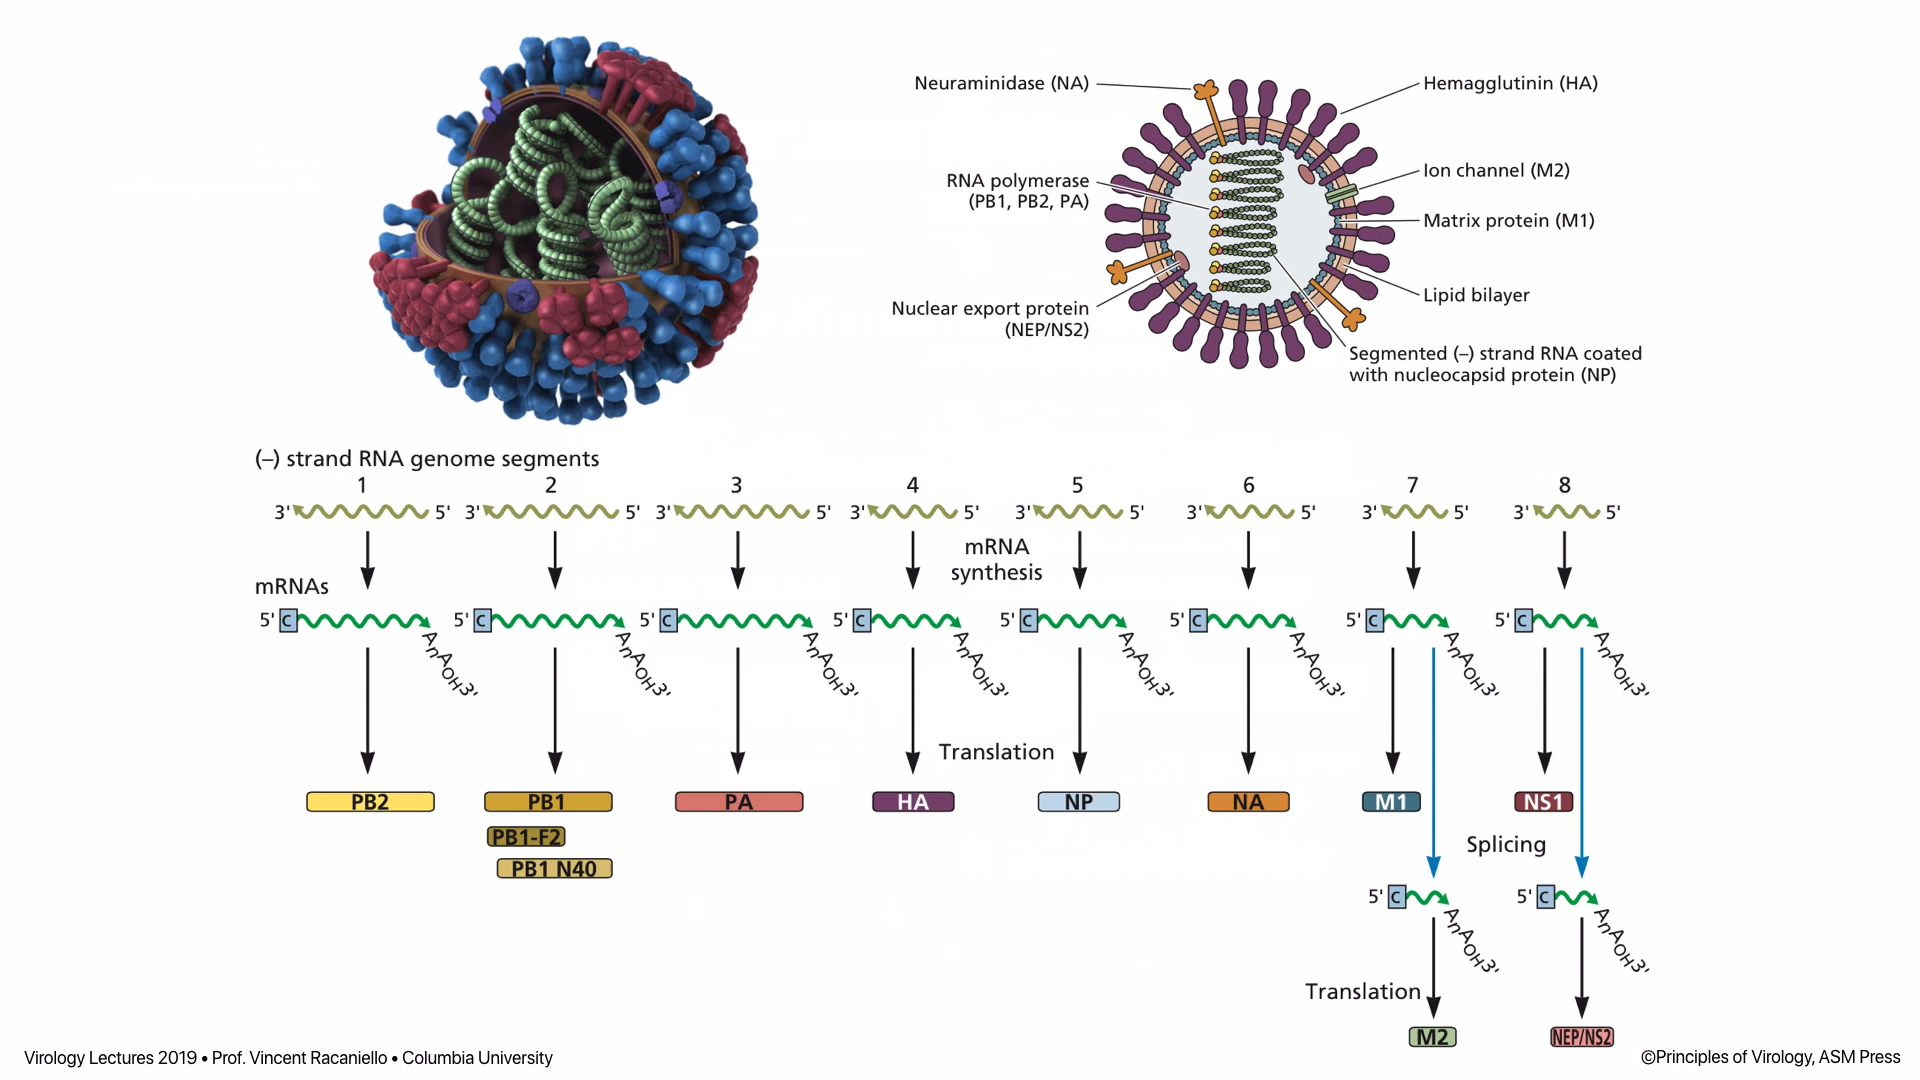 Neuraminidase (NA)
Hemagglutinin (HA)
RNA polymerase
(PB1, PB2, PA)
Ion channel (M2)
Matrix protein (M1)
Nuclear export protein
(NEP/NS2)
Lipid bilayer
Segmented (–) strand RNA coated
with nucleocapsid protein (NP)
(–) strand RNA genome segments
1 2 3 4 5 6 7 8
3' 5' 3' 5' 3' 5' 3' 5' 3' 5' 3' 5' 3' 5' 3' 5'
mRNA
synthesis
mRNAs
5' C 5' C 5' C 5' C 5' C 5' C 5' C 5' C
AnAOH3' AnAOH3' AnAOH3' AnAOH3' AnAOH3' AnAOH3' AnAOH3' AnAOH3'
Translation
PB2 PB1 PA HA NP NA M1 NS1
PB1-F2
PB1 N40
Splicing
5' C 5' C
AnAOH3' AnAOH3'
Translation
M2 NEP/NS2
Virology Lectures 2019 • Prof. Vincent Racaniello • Columbia University
©Principles of Virology, ASM Press